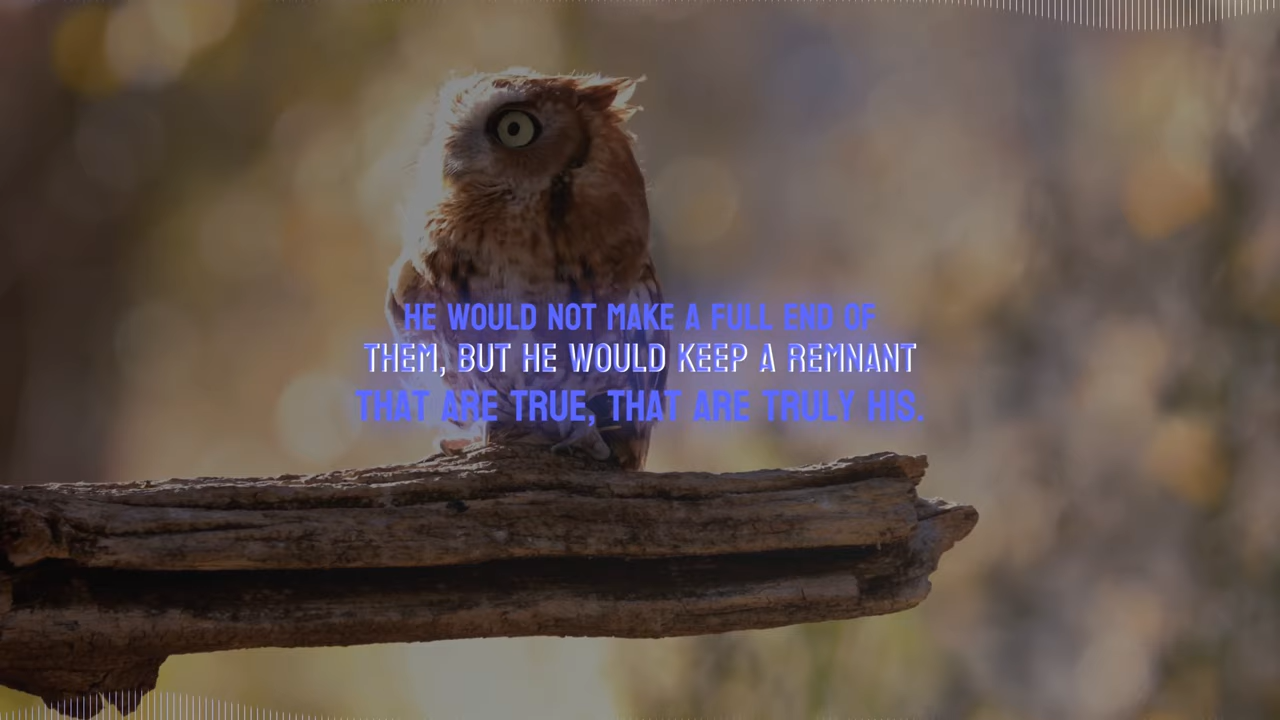 HE WOULD NOT MAKE A FULL END OF
THEM, BUT HE WOULD KEEP A REMNANT
THAT ARE TRUE, THAT ARE TRULY HIS.